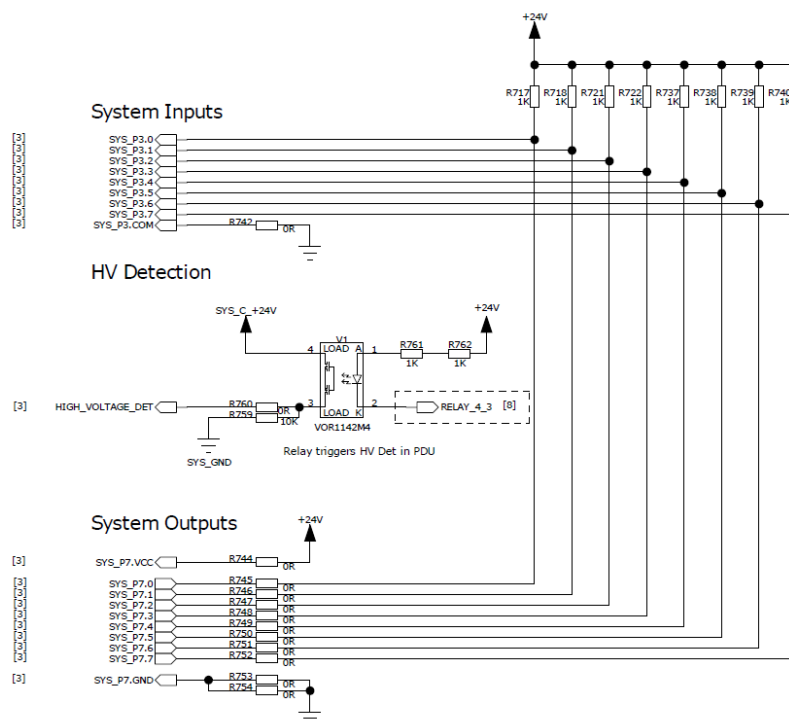 +24V
R717 R718 R721 R722 R737 R738 R739 R740
1K 1K 1K 1K 1K 1K 1K 1K
System Inputs
[3] SYS_P3.0
[3] SYS_P3.1
[3] SYS_P3.2
[3] SYS_P3.3
[3] SYS_P3.4
[3] SYS_P3.5
[3] SYS_P3.6
[3] SYS_P3.7
[3] SYS_P3.COM R742 0R
HV Detection
SYS_C_+24V +24V
V1
4 LOAD A 1 R761 R762
1K 1K
[3] HIGH_VOLTAGE_DET R760 0R 3 LOAD K 2 RELAY_4_3 [8]
R759 10K
VOR1142M4
SYS_GND
Relay triggers HV Det in PDU
System Outputs
+24V
[3] SYS_P7.VCC R744 0R
[3] SYS_P7.0 R745 0R
[3] SYS_P7.1 R746 0R
[3] SYS_P7.2 R747 0R
[3] SYS_P7.3 R748 0R
[3] SYS_P7.4 R749 0R
[3] SYS_P7.5 R750 0R
[3] SYS_P7.6 R751 0R
[3] SYS_P7.7 R752 0R
[3] SYS_P7.GND R753 0R
R754 0R